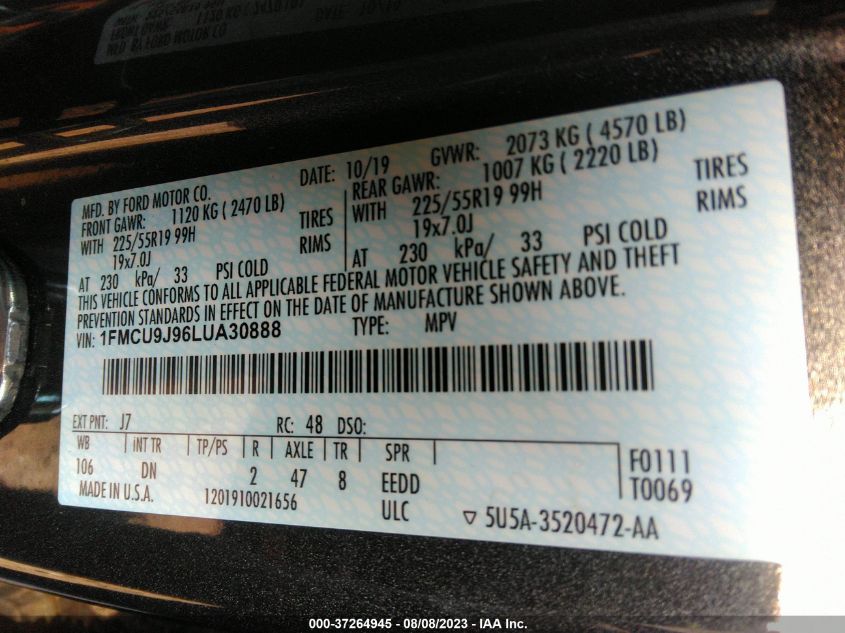 MFD. BY FORD MOTOR CO.
DATE: 10/19 GVWR: 2073 KG ( 4570 LB)
FRONT GAWR: 1120 KG ( 2470 LB)
REAR GAWR: 1007 KG ( 2220 LB)
WITH 225/55R19 99H TIRES
WITH 225/55R19 99H TIRES
19x7.0J RIMS
19x7.0J RIMS
AT 230 kPa/ 33 PSI COLD
AT 230 kPa/ 33 PSI COLD
THIS VEHICLE CONFORMS TO ALL APPLICABLE FEDERAL MOTOR VEHICLE SAFETY AND THEFT
PREVENTION STANDARDS IN EFFECT ON THE DATE OF MANUFACTURE SHOWN ABOVE.
VIN: 1FMCU9J96LUA30888 TYPE: MPV
EXT PNT: J7 RC: 48 DSO:
WB INT TR TP/PS R AXLE TR SPR
106 DN 2 47 8 EEDD
F0111
T0069
MADE IN U.S.A. 1201910021656 ULC
5U5A-3520472-AA
000-37264945 - 08/08/2023 - IAA Inc.